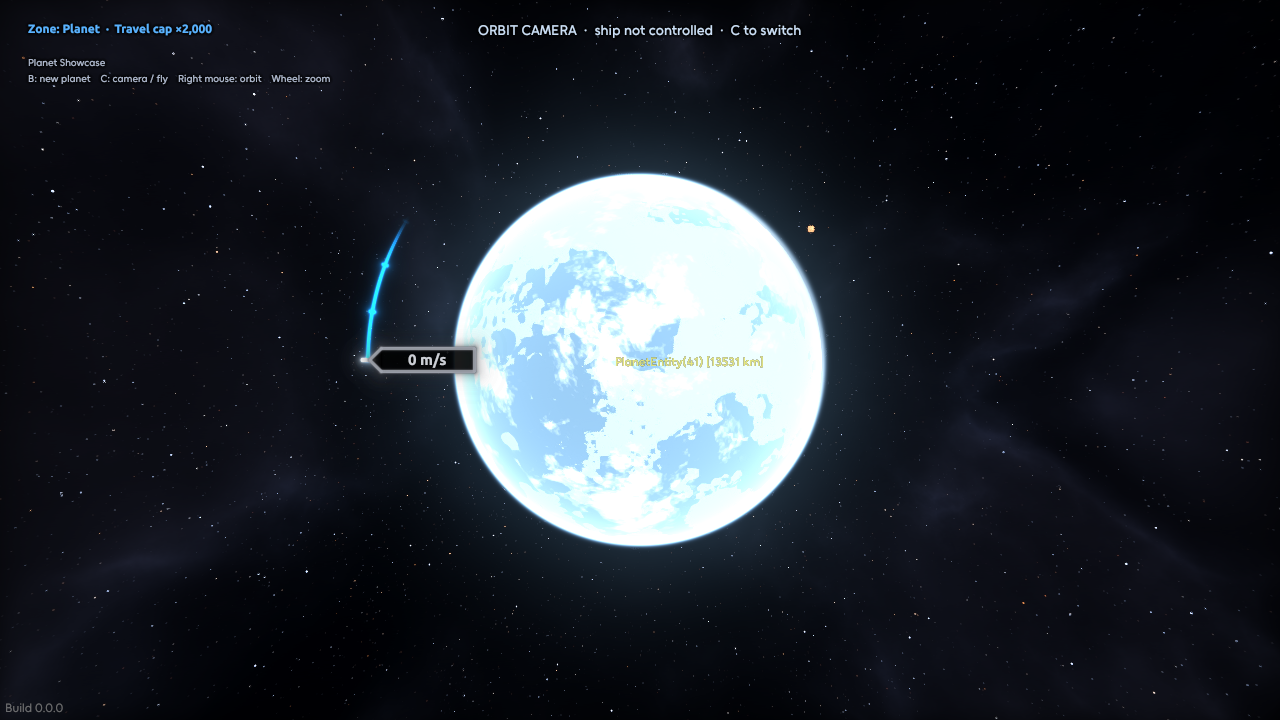 Zone: Planet · Travel cap ×2,000
ORBIT CAMERA · ship not controlled · C to switch
Planet Showcase
B: new planet C: camera / fly Right mouse: orbit Wheel: zoom
0 m/s
PlanetEntity(41) [13531 km]
Build 0.0.0